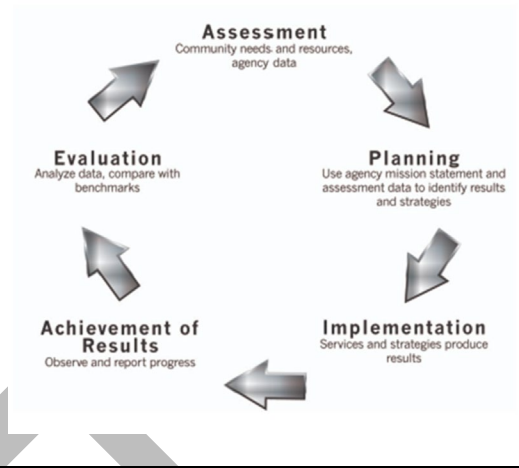 Assessment
Community needs and resources,
agency data
Evaluation
Analyze data, compare with
benchmarks
Planning
Use agency mission statement and
assessment data to identify results
and strategies
Achievement of
Results
Observe and report progress
Implementation
Services and strategies produce
results